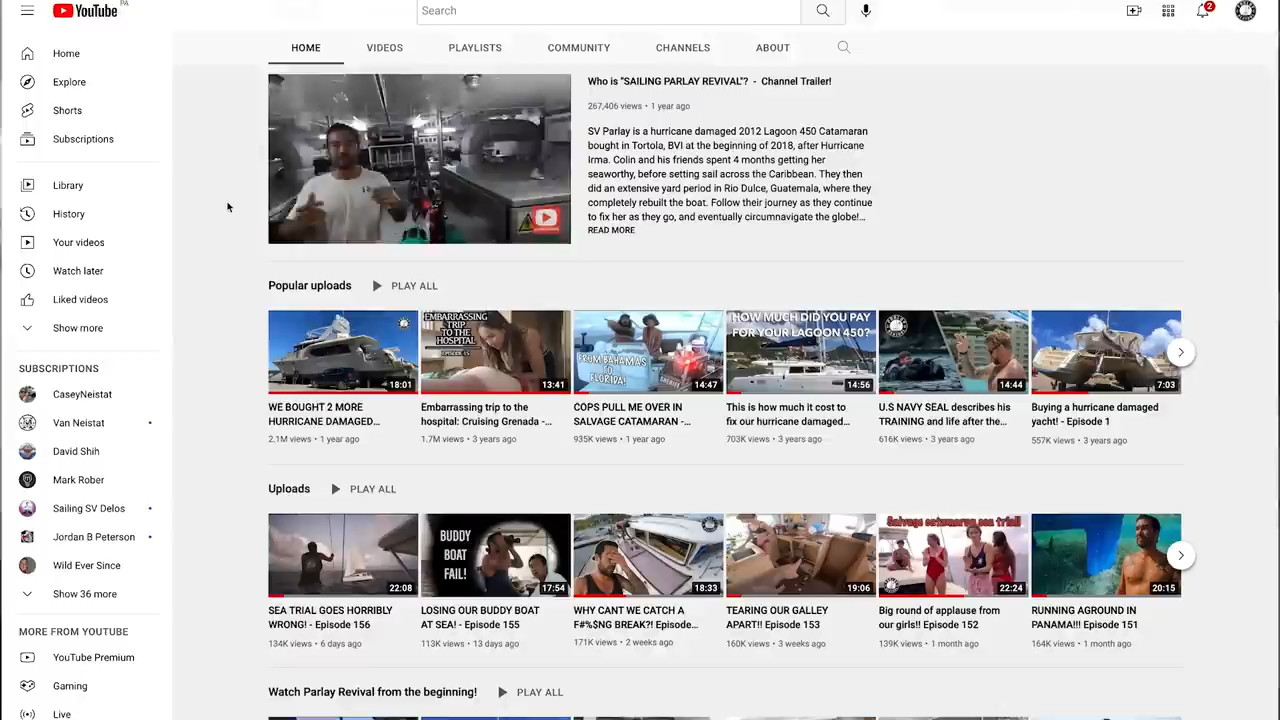 YouTube PA
Search
2
Home
Explore
Shorts
Subscriptions
Library
History
Your videos
Watch later
Liked videos
Show more
SUBSCRIPTIONS
CaseyNeistat
Van Neistat
David Shih
Mark Rober
Sailing SV Delos
Jordan B Peterson
Wild Ever Since
Show 36 more
MORE FROM YOUTUBE
YouTube Premium
Gaming
Live
HOME VIDEOS PLAYLISTS COMMUNITY CHANNELS ABOUT
Who is "SAILING PARLAY REVIVAL"? - Channel Trailer!
267,406 views • 1 year ago
SV Parlay is a hurricane damaged 2012 Lagoon 450 Catamaran
bought in Tortola, BVI at the beginning of 2018, after Hurricane
Irma. Colin and his friends spent 4 months getting her
seaworthy, before setting sail across the Caribbean. They then
did an extensive yard period in Rio Dulce, Guatemala, where they
completely rebuilt the boat. Follow their journey as they continue
to fix her as they go, and eventually circumnavigate the globe!...
READ MORE
Popular uploads PLAY ALL
18:01
EMBARRASSING
TRIP TO
THE
HOSPITAL
EPISODE 45
13:41
FROM BAHAMAS
TO
FLORIDA!
SHERIFF
14:47
HOW MUCH DID YOU PAY
FOR YOUR LAGOON 450?
14:56
14:44
7:03
WE BOUGHT 2 MORE
HURRICANE DAMAGED...
2.1M views • 1 year ago
Embarrassing trip to the
hospital: Cruising Grenada -...
1.7M views • 3 years ago
COPS PULL ME OVER IN
SALVAGE CATAMARAN -...
935K views • 1 year ago
This is how much it cost to
fix our hurricane damaged...
703K views • 3 years ago
U.S NAVY SEAL describes his
TRAINING and life after the...
616K views • 3 years ago
Buying a hurricane damaged
yacht! - Episode 1
557K views • 3 years ago
Uploads PLAY ALL
22:08
BUDDY
BOAT
FAIL!
17:54
18:33
19:06
Salvage catamaran sea trial!
22:24
20:15
SEA TRIAL GOES HORRIBLY
WRONG! - Episode 156
134K views • 6 days ago
LOSING OUR BUDDY BOAT
AT SEA! - Episode 155
113K views • 13 days ago
WHY CANT WE CATCH A
F#%$NG BREAK?! Episode...
171K views • 2 weeks ago
TEARING OUR GALLEY
APART!! Episode 153
160K views • 3 weeks ago
Big round of applause from
our girls!! Episode 152
139K views • 1 month ago
RUNNING AGROUND IN
PANAMA!!! Episode 151
164K views • 1 month ago
Watch Parlay Revival from the beginning! PLAY ALL